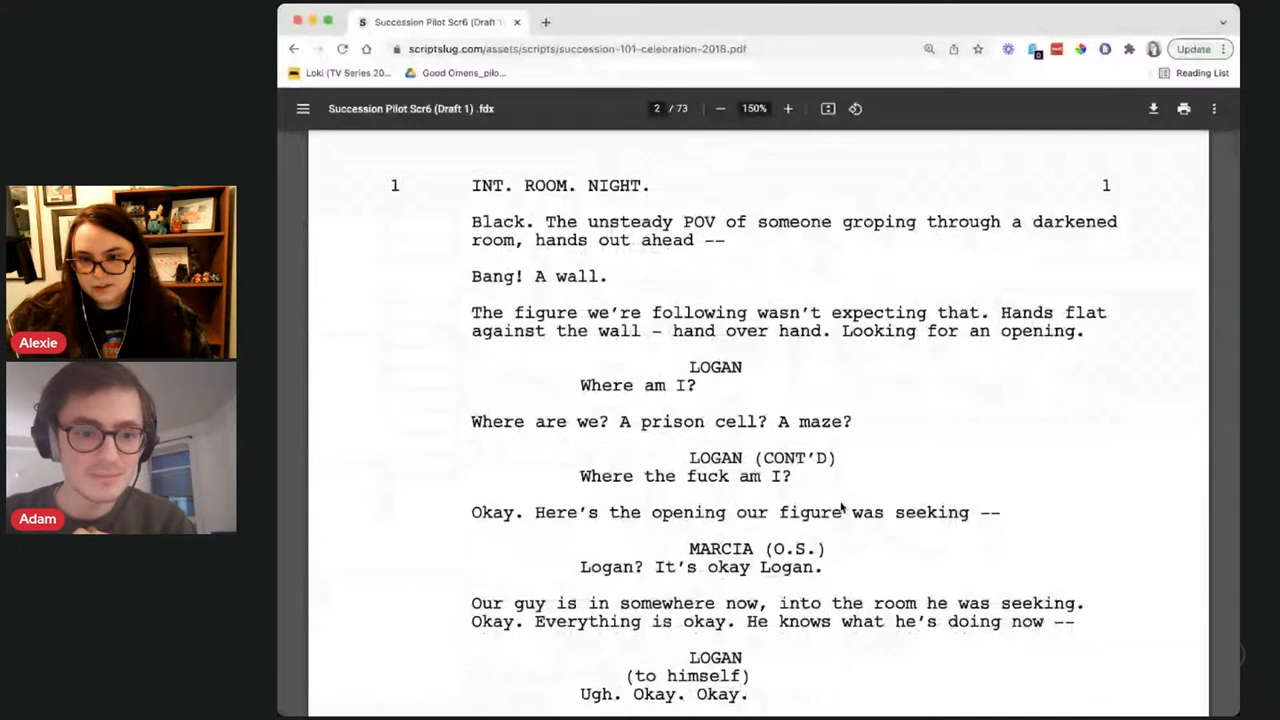 Succession Pilot Scr6 (Draft 1)
scriptslug.com/assets/scripts/succession-101-celebration-2018.pdf
Update
Loki (TV Series 20...
Good Omens_pilo...
Reading List
Succession Pilot Scr6 (Draft 1) .fdx
2 / 73
150%
1 INT. ROOM. NIGHT. 1
Black. The unsteady POV of someone groping through a darkened
room, hands out ahead --
Bang! A wall.
The figure we're following wasn't expecting that. Hands flat
against the wall – hand over hand. Looking for an opening.
LOGAN
Where am I?
Where are we? A prison cell? A maze?
LOGAN (CONT'D)
Where the fuck am I?
Okay. Here's the opening our figure was seeking --
MARCIA (O.S.)
Logan? It's okay Logan.
Our guy is in somewhere now, into the room he was seeking.
Okay. Everything is okay. He knows what he's doing now --
LOGAN
(to himself)
Ugh. Okay. Okay.
Alexie
Adam